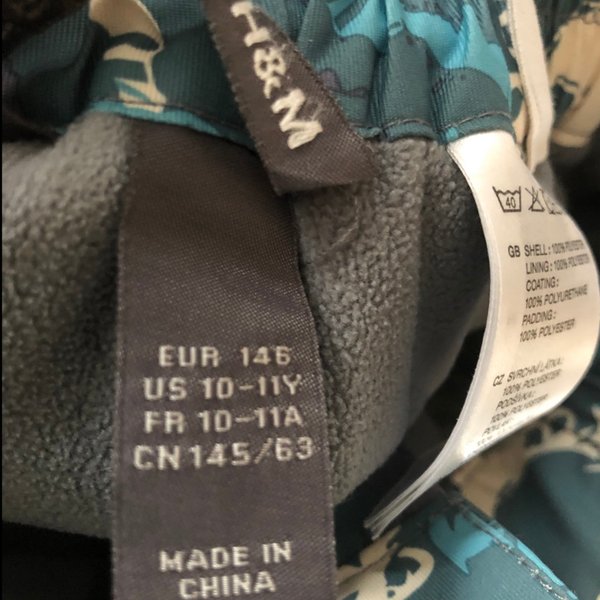 H&M
EUR 146
US 10-11Y
FR 10-11A
CN 145/63
MADE IN
CHINA
40
GB SHELL: 100% POLYESTER
LINING: 100% POLYESTER
COATING:
100% POLYURETHANE
PADDING:
100% POLYESTER
CZ SVRCHNÍ LÁTKA:
100% POLYESTER
PODŠÍVKA: